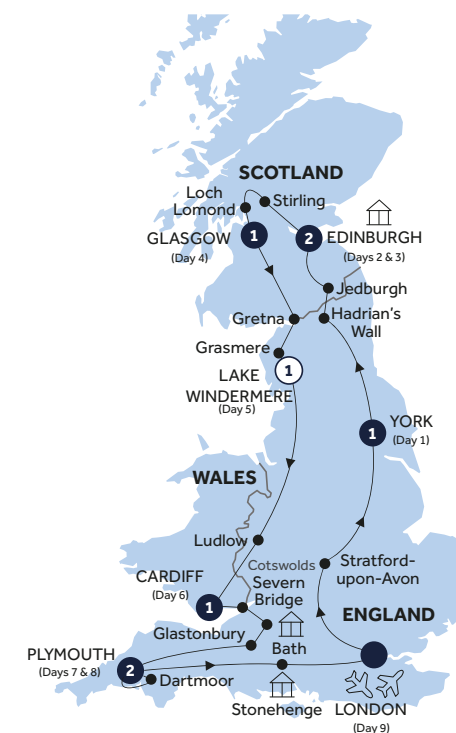 SCOTLAND
Loch
Lomond
Stirling
GLASGOW
(Day 4)
1
2
EDINBURGH
(Days 2 & 3)
Jedburgh
Gretna
Hadrian's
Wall
Grasmere
1
LAKE
WINDERMERE
(Day 5)
1
YORK
(Day 1)
WALES
Ludlow
Cotswolds
Stratford-
upon-Avon
CARDIFF
(Day 6)
1
Severn
Bridge
ENGLAND
Glastonbury
Bath
PLYMOUTH
(Days 7 & 8)
2
Dartmoor
Stonehenge
LONDON
(Day 9)